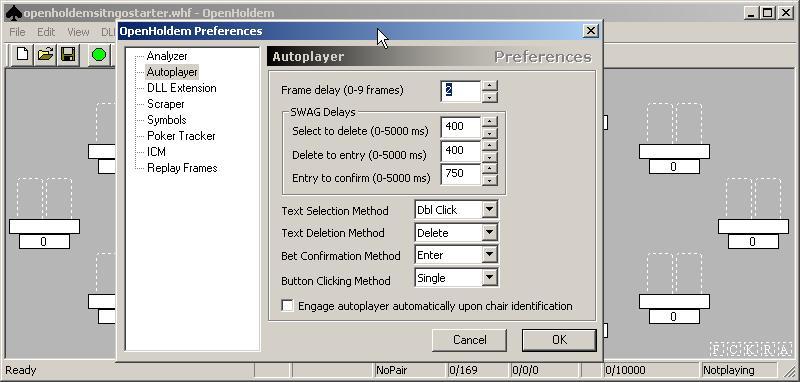 openholdemsitngostarter.whf - OpenHoldem
File Edit View DL
OpenHoldem Preferences
Analyzer
Autoplayer
DLL Extension
Scraper
Symbols
Poker Tracker
ICM
Replay Frames
Autoplayer Preferences
Frame delay (0-9 frames) 2
SWAG Delays
Select to delete (0-5000 ms) 400
Delete to entry (0-5000 ms) 400
Entry to confirm (0-5000 ms) 750
Text Selection Method Dbl Click
Text Deletion Method Delete
Bet Confirmation Method Enter
Button Clicking Method Single
Engage autoplayer automatically upon chair identification
Cancel OK
0
0
0
0
0
0
F C K R A
Ready NoPair 0/169 0/0/0 0/10000 Notplaying